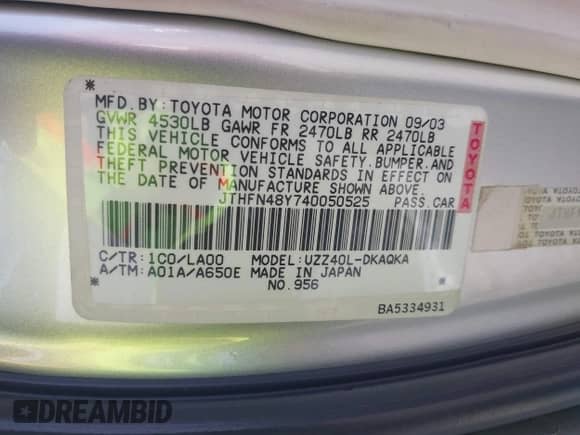 MFD.BY:TOYOTA MOTOR CORPORATION 09/03
GVWR 4530LB GAWR FR 2470LB RR 2470LB
THIS VEHICLE CONFORMS TO ALL APPLICABLE
FEDERAL MOTOR VEHICLE SAFETY.BUMPER.AND
THEFT PREVENTION STANDARDS IN EFFECT ON
THE DATE OF MANUFACTURE SHOWN ABOVE.
JTHFN48Y740050525 PASS.CAR
TOYOTA
C/TR:1C0/LA00 MODEL:UZZ40L-DKAQKA
A/TM:A01A/A650E MADE IN JAPAN
NO.956
BA5334931
DREAMBID